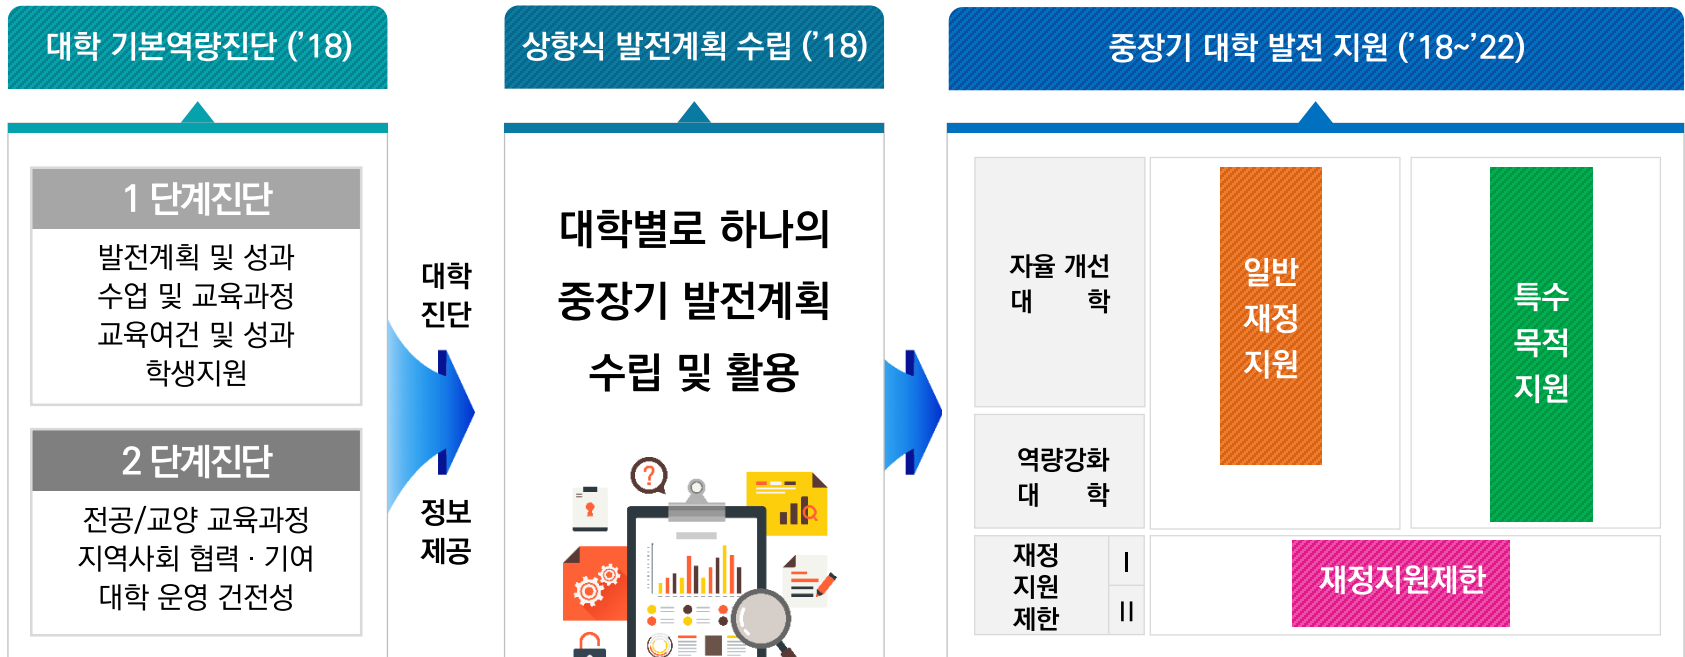 대학 기본역량진단 (’18)
1 단계진단
발전계획 및 성과
수업 및 교육과정
교육여건 및 성과
학생지원
2 단계진단
전공/교양 교육과정
지역사회 협력 · 기여
대학 운영 건전성
대학
진단
정보
제공
상향식 발전계획 수립 (’18)
대학별로 하나의
중장기 발전계획
수립 및 활용
?
중장기 대학 발전 지원 (’18~’22)
자율 개선
대 학
역량강화
대 학
재정
지원
제한
I
II
일반
재정
지원
특수
목적
지원
재정지원제한